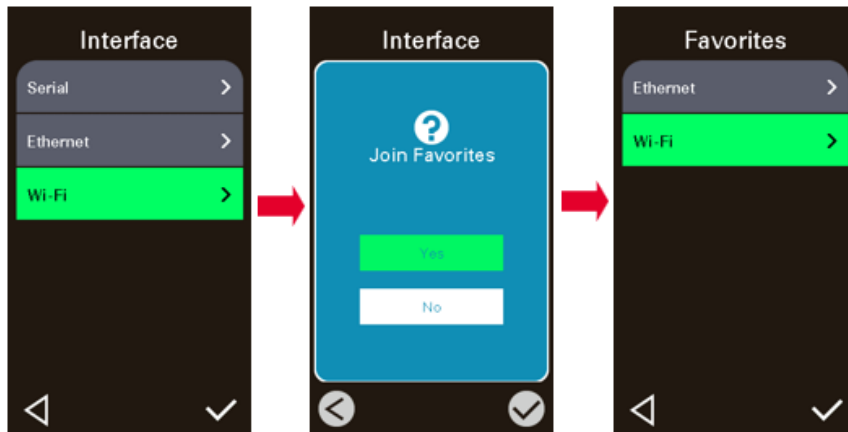 Interface
Serial
Ethernet
Wi-Fi
Interface
Join Favorites
Yes
No
Favorites
Ethernet
Wi-Fi